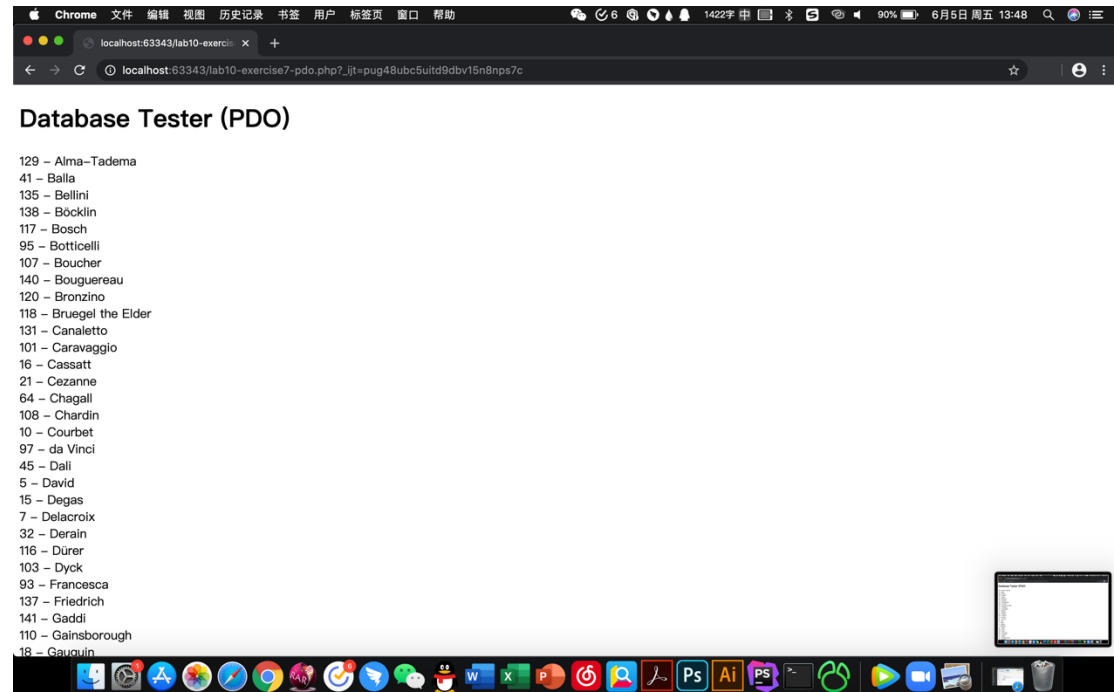 Chrome 文件 编辑 视图 历史记录 书签 用户 标签页 窗口 帮助 6 1422字 中 90% 6月5日 周五 13:48
localhost:63343/lab10-exercis
localhost:63343/lab10-exercise7-pdo.php?_ijt=pug48ubc5uitd9dbv15n8nps7c
Database Tester (PDO)
129 – Alma–Tadema
41 – Balla
135 – Bellini
138 – Böcklin
117 – Bosch
95 – Botticelli
107 – Boucher
140 – Bouguereau
120 – Bronzino
118 – Bruegel the Elder
131 – Canaletto
101 – Caravaggio
16 – Cassatt
21 – Cezanne
64 – Chagall
108 – Chardin
10 – Courbet
97 – da Vinci
45 – Dali
5 – David
15 – Degas
7 – Delacroix
32 – Derain
116 – Dürer
103 – Dyck
93 – Francesca
137 – Friedrich
141 – Gaddi
110 – Gainsborough
18 – Gauguin
W X P Ps Ai PS